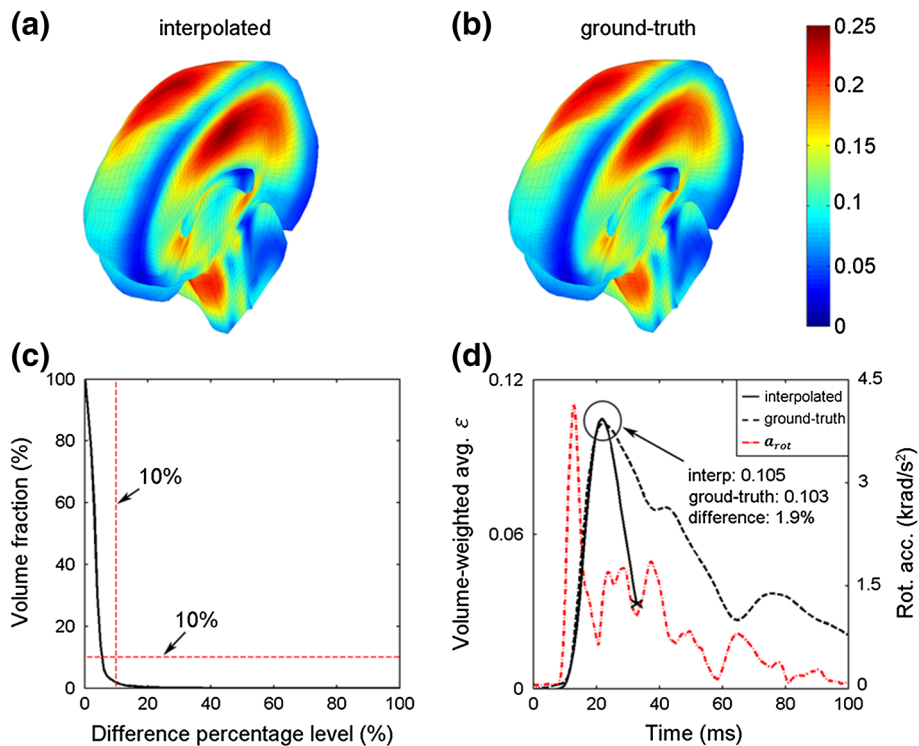 (a)
interpolated
(b)
ground-truth
0.25
0.2
0.15
0.1
0.05
0
(c)
100
80
60
40
20
0
Volume fraction (%)
10%
10%
0 20 40 60 80 100
Difference percentage level (%)
(d)
0.12
0.06
0
Volume-weighted avg. ε
interpolated
ground-truth
a_rot
interp: 0.105
groud-truth: 0.103
difference: 1.9%
4.5
3
1.5
0
Rot. acc. (krad/s²)
0 20 40 60 80 100
Time (ms)